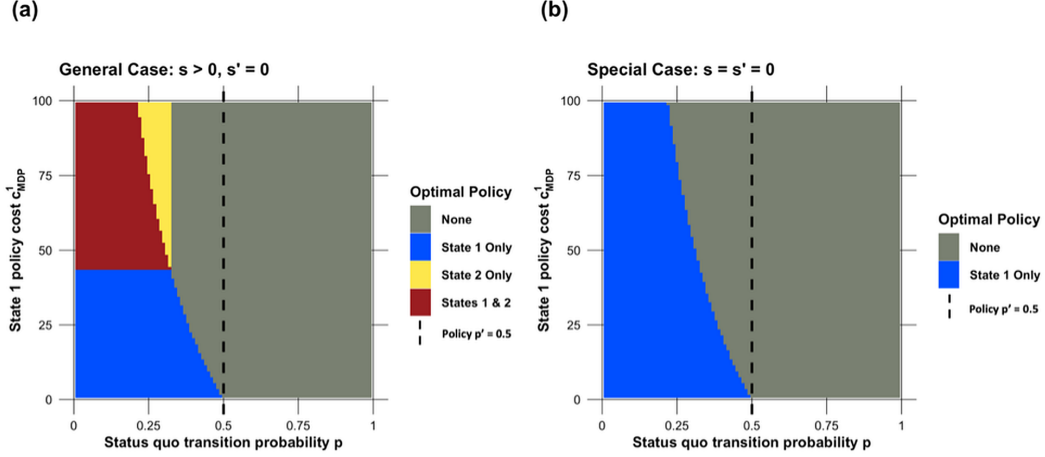 (a)
General Case: s > 0, s' = 0
100
75
50
25
0
0
0.25
0.5
0.75
1
State 1 policy cost c¹MDP
Status quo transition probability p
Optimal Policy
None
State 1 Only
State 2 Only
States 1 & 2
Policy p' = 0.5
(b)
Special Case: s = s' = 0
100
75
50
25
0
0
0.25
0.5
0.75
1
State 1 policy cost c¹MDP
Status quo transition probability p
Optimal Policy
None
State 1 Only
Policy p' = 0.5